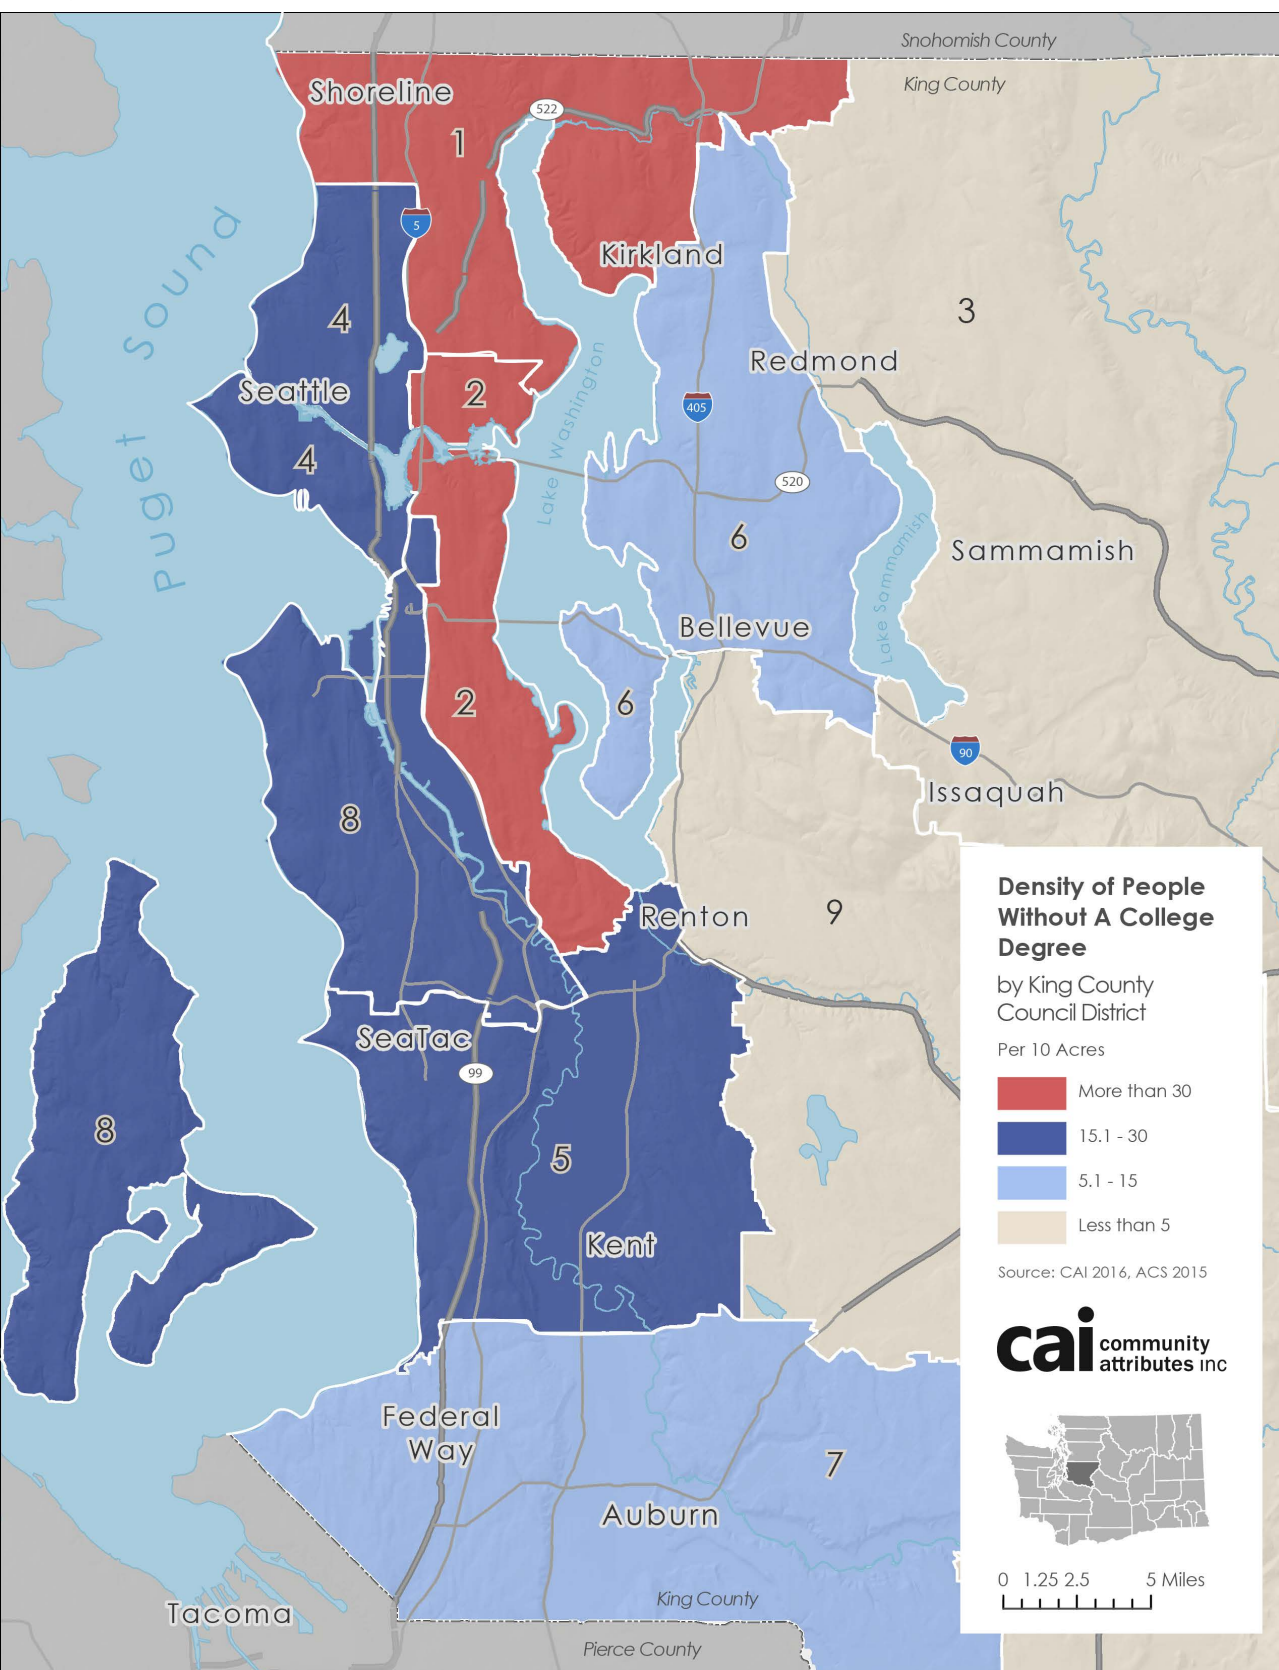 Snohomish County
King County
Shoreline
522
1
5
Kirkland
Puget Sound
4
3
Redmond
Lake Washington
Seattle
2
405
4
520
6
Lake Sammamish
Sammamish
Bellevue
2
6
90
Issaquah
8
9
Renton
SeaTac
99
8
5
Kent
Federal
Way
7
Auburn
King County
Tacoma
Pierce County
Density of People
Without A College
Degree
by King County
Council District
Per 10 Acres
More than 30
15.1 - 30
5.1 - 15
Less than 5
Source: CAI 2016, ACS 2015
cai community
attributes inc
0 1.25 2.5 5 Miles